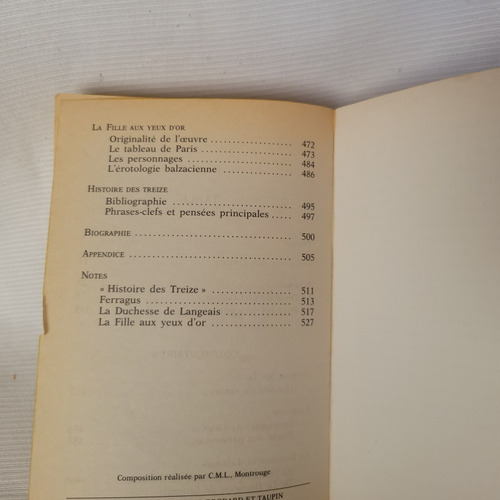 LA FILLE AUX YEUX D'OR
Originalité de l'œuvre 472
Le tableau de Paris 473
Les personnages 484
L'érotologie balzacienne 486
HISTOIRE DES TREIZE
Bibliographie 495
Phrases-clefs et pensées principales 497
BIOGRAPHIE 500
APPENDICE 505
NOTES
« Histoire des Treize » 511
Ferragus 513
La Duchesse de Langeais 517
La Fille aux yeux d'or 527
Composition réalisée par C.M.L., Montrouge
ET TAUPIN